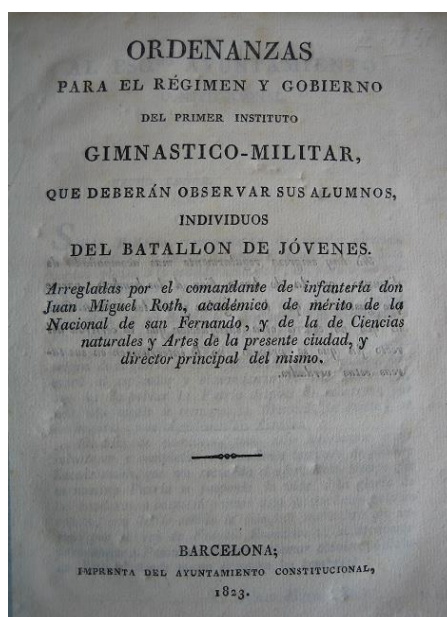 ORDENANZAS
PARA EL RÉGIMEN Y GOBIERNO
DEL PRIMER INSTITUTO
GIMNASTICO-MILITAR,
QUE DEBERÁN OBSERVAR SUS ALUMNOS,
INDIVIDUOS
DEL BATALLON DE JÓVENES.
Arregladas por el comandante de infantería don
Juan Miguel Roth, académico de mérito de la
Nacional de san Fernando, y de la de Ciencias
naturales y Artes de la presente ciudad, y
director principal del mismo.
BARCELONA;
IMPRENTA DEL AYUNTAMIENTO CONSTITUCIONAL,
1823.